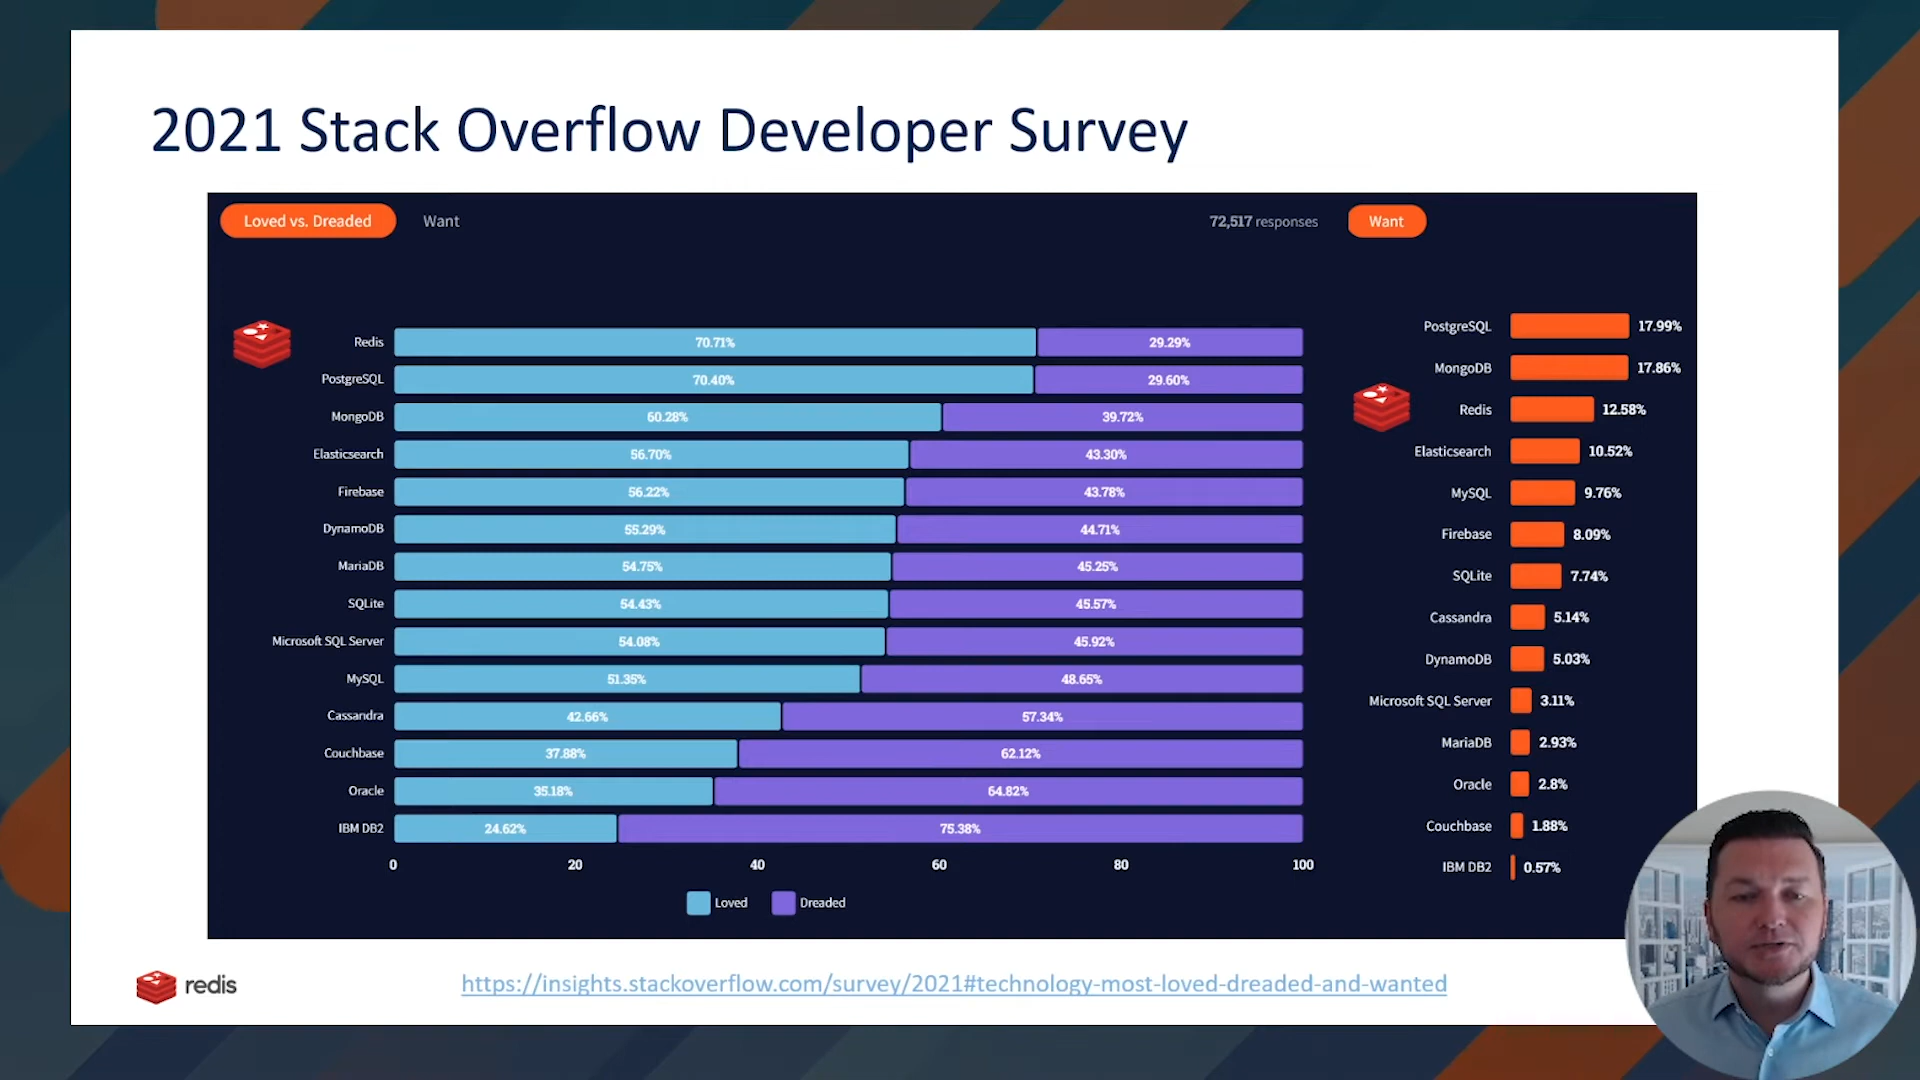 2021 Stack Overflow Developer Survey
Loved vs. Dreaded
Want
72,517 responses
Want
Redis 70.71% 29.29%
PostgreSQL 70.40% 29.60%
MongoDB 60.28% 39.72%
Elasticsearch 56.70% 43.30%
Firebase 56.22% 43.78%
DynamoDB 55.29% 44.71%
MariaDB 54.75% 45.25%
SQLite 54.43% 45.57%
Microsoft SQL Server 54.08% 45.92%
MySQL 51.35% 48.65%
Cassandra 42.66% 57.34%
Couchbase 37.88% 62.12%
Oracle 35.18% 64.82%
IBM DB2 24.62% 75.38%
0 20 40 60 80 100
Loved Dreaded
PostgreSQL 17.99%
MongoDB 17.86%
Redis 12.58%
Elasticsearch 10.52%
MySQL 9.76%
Firebase 8.09%
SQLite 7.74%
Cassandra 5.14%
DynamoDB 5.03%
Microsoft SQL Server 3.11%
MariaDB 2.93%
Oracle 2.8%
Couchbase 1.88%
IBM DB2 0.57%
redis
https://insights.stackoverflow.com/survey/2021#technology-most-loved-dreaded-and-wanted